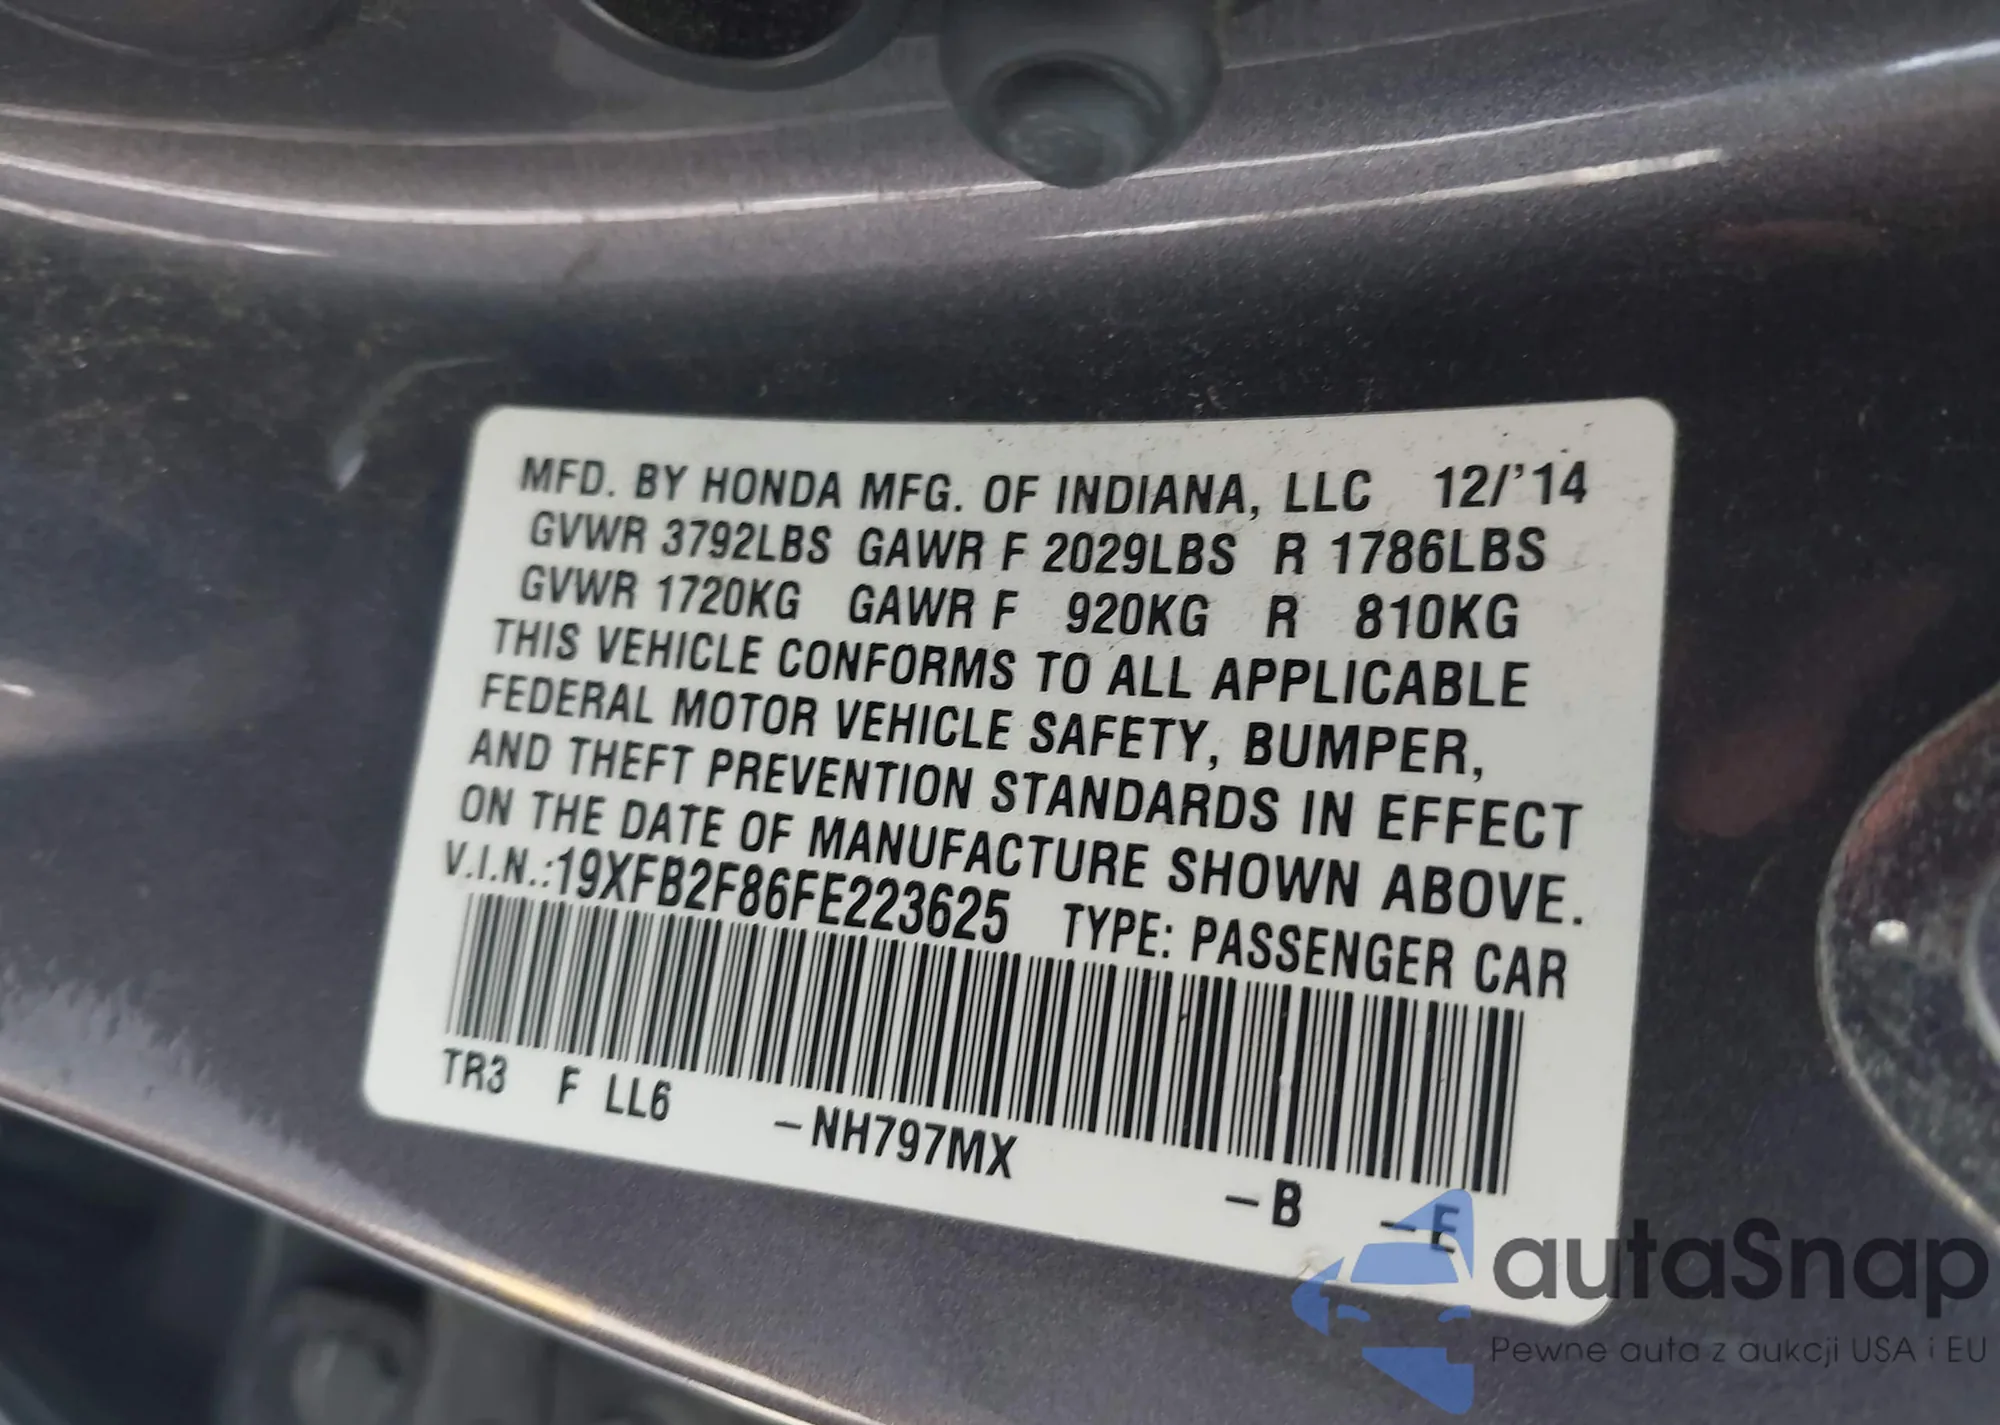 MFD. BY HONDA MFG. OF INDIANA, LLC 12/'14
GVWR 3792LBS GAWR F 2029LBS R 1786LBS
GVWR 1720KG GAWR F 920KG R 810KG
THIS VEHICLE CONFORMS TO ALL APPLICABLE
FEDERAL MOTOR VEHICLE SAFETY, BUMPER,
AND THEFT PREVENTION STANDARDS IN EFFECT
ON THE DATE OF MANUFACTURE SHOWN ABOVE.
V.I.N.:19XFB2F86FE223625 TYPE: PASSENGER CAR
TR3 F LL6 –NH797MX –B –E
autaSnap
Pewne auta z aukcji USA i EU